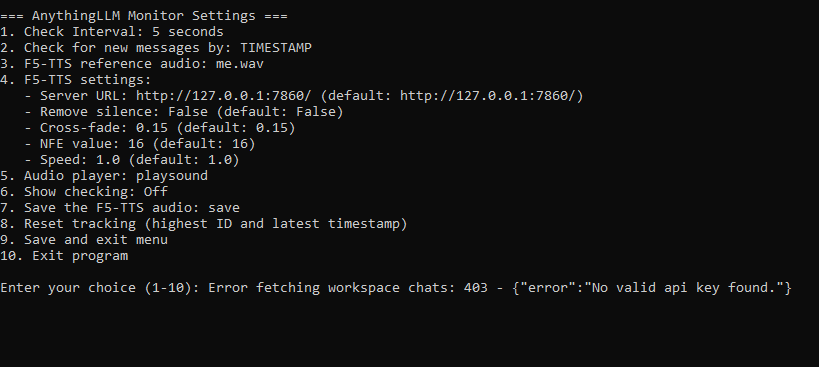 === AnythingLLM Monitor Settings ===
1. Check Interval: 5 seconds
2. Check for new messages by: TIMESTAMP
3. F5-TTS reference audio: me.wav
4. F5-TTS settings:
   - Server URL: http://127.0.0.1:7860/ (default: http://127.0.0.1:7860/)
   - Remove silence: False (default: False)
   - Cross-fade: 0.15 (default: 0.15)
   - NFE value: 16 (default: 16)
   - Speed: 1.0 (default: 1.0)
5. Audio player: playsound
6. Show checking: Off
7. Save the F5-TTS audio: save
8. Reset tracking (highest ID and latest timestamp)
9. Save and exit menu
10. Exit program
Enter your choice (1-10): Error fetching workspace chats: 403 - {"error":"No valid api key found."}